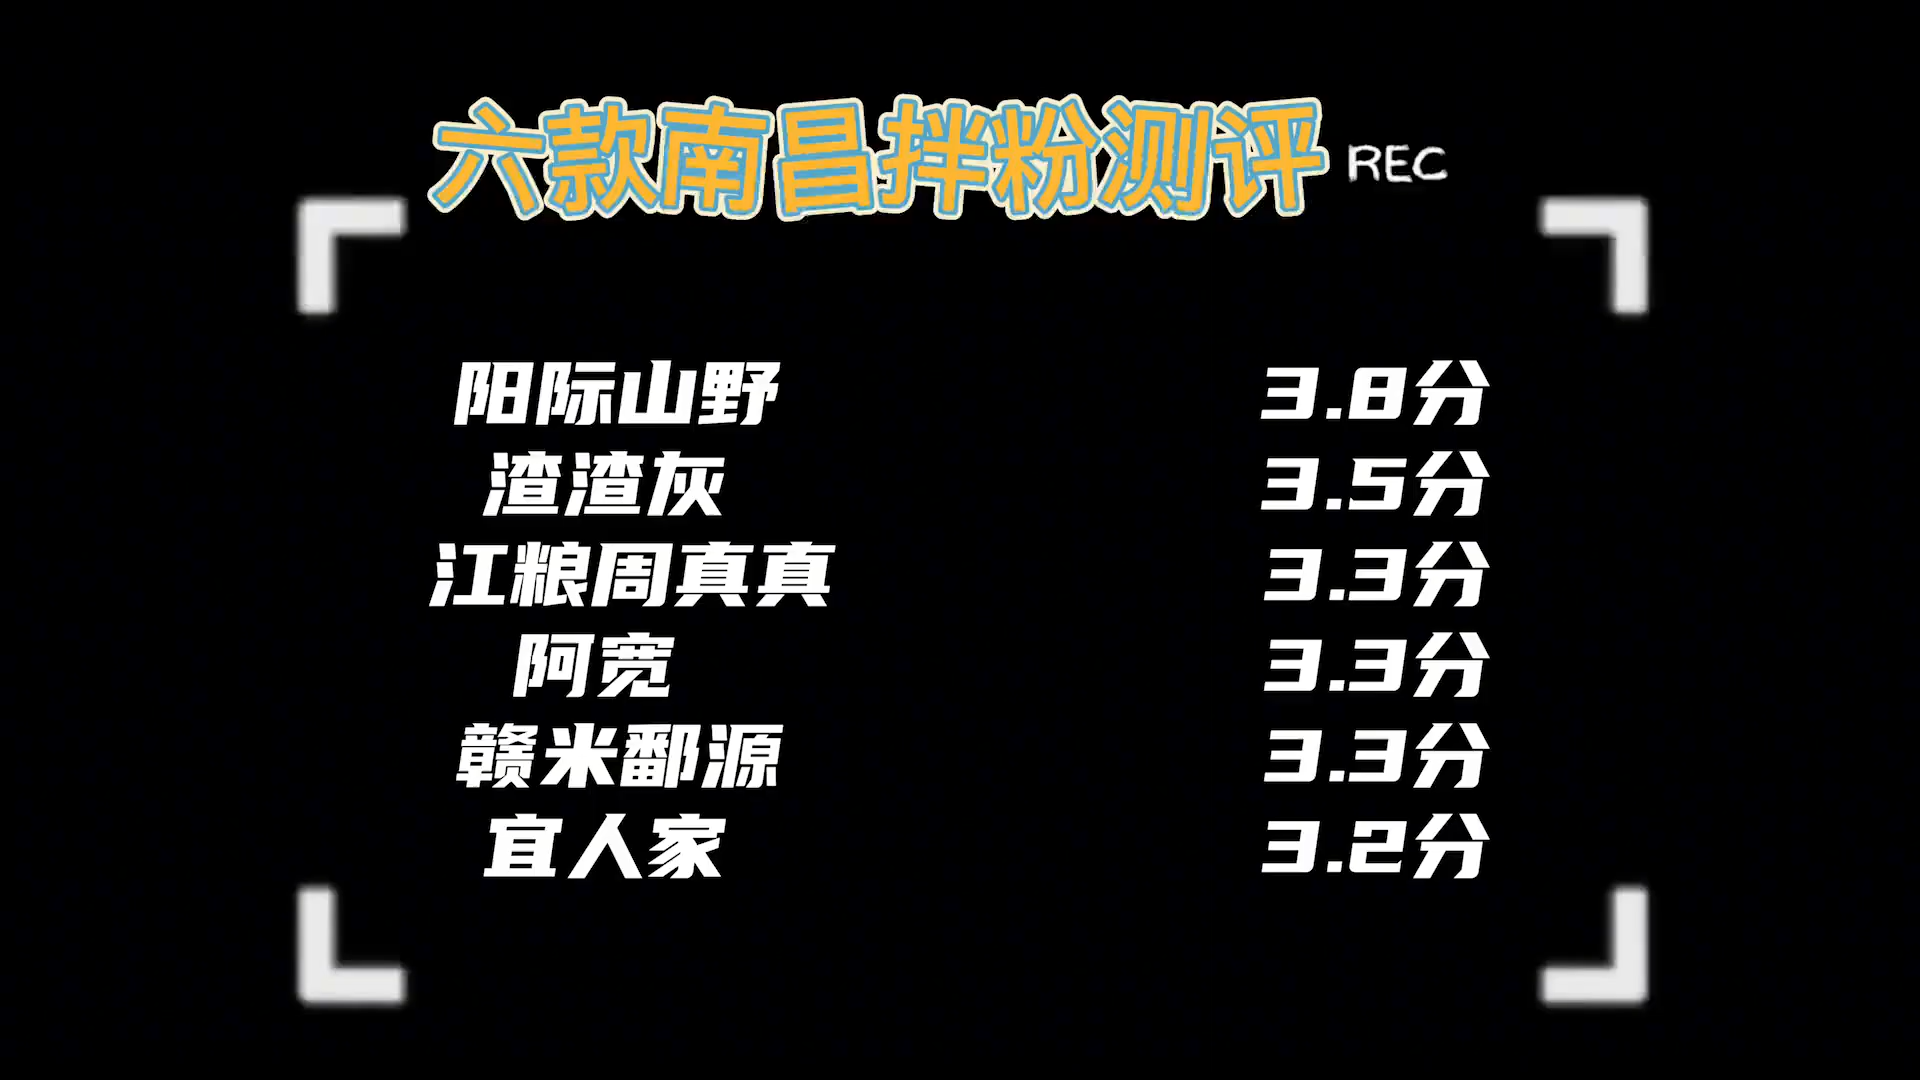 六款南昌拌粉测评 REC
阳际山野 3.8分
渣渣灰 3.5分
江粮周真真 3.3分
阿宽 3.3分
赣米鄱源 3.3分
宜人家 3.2分